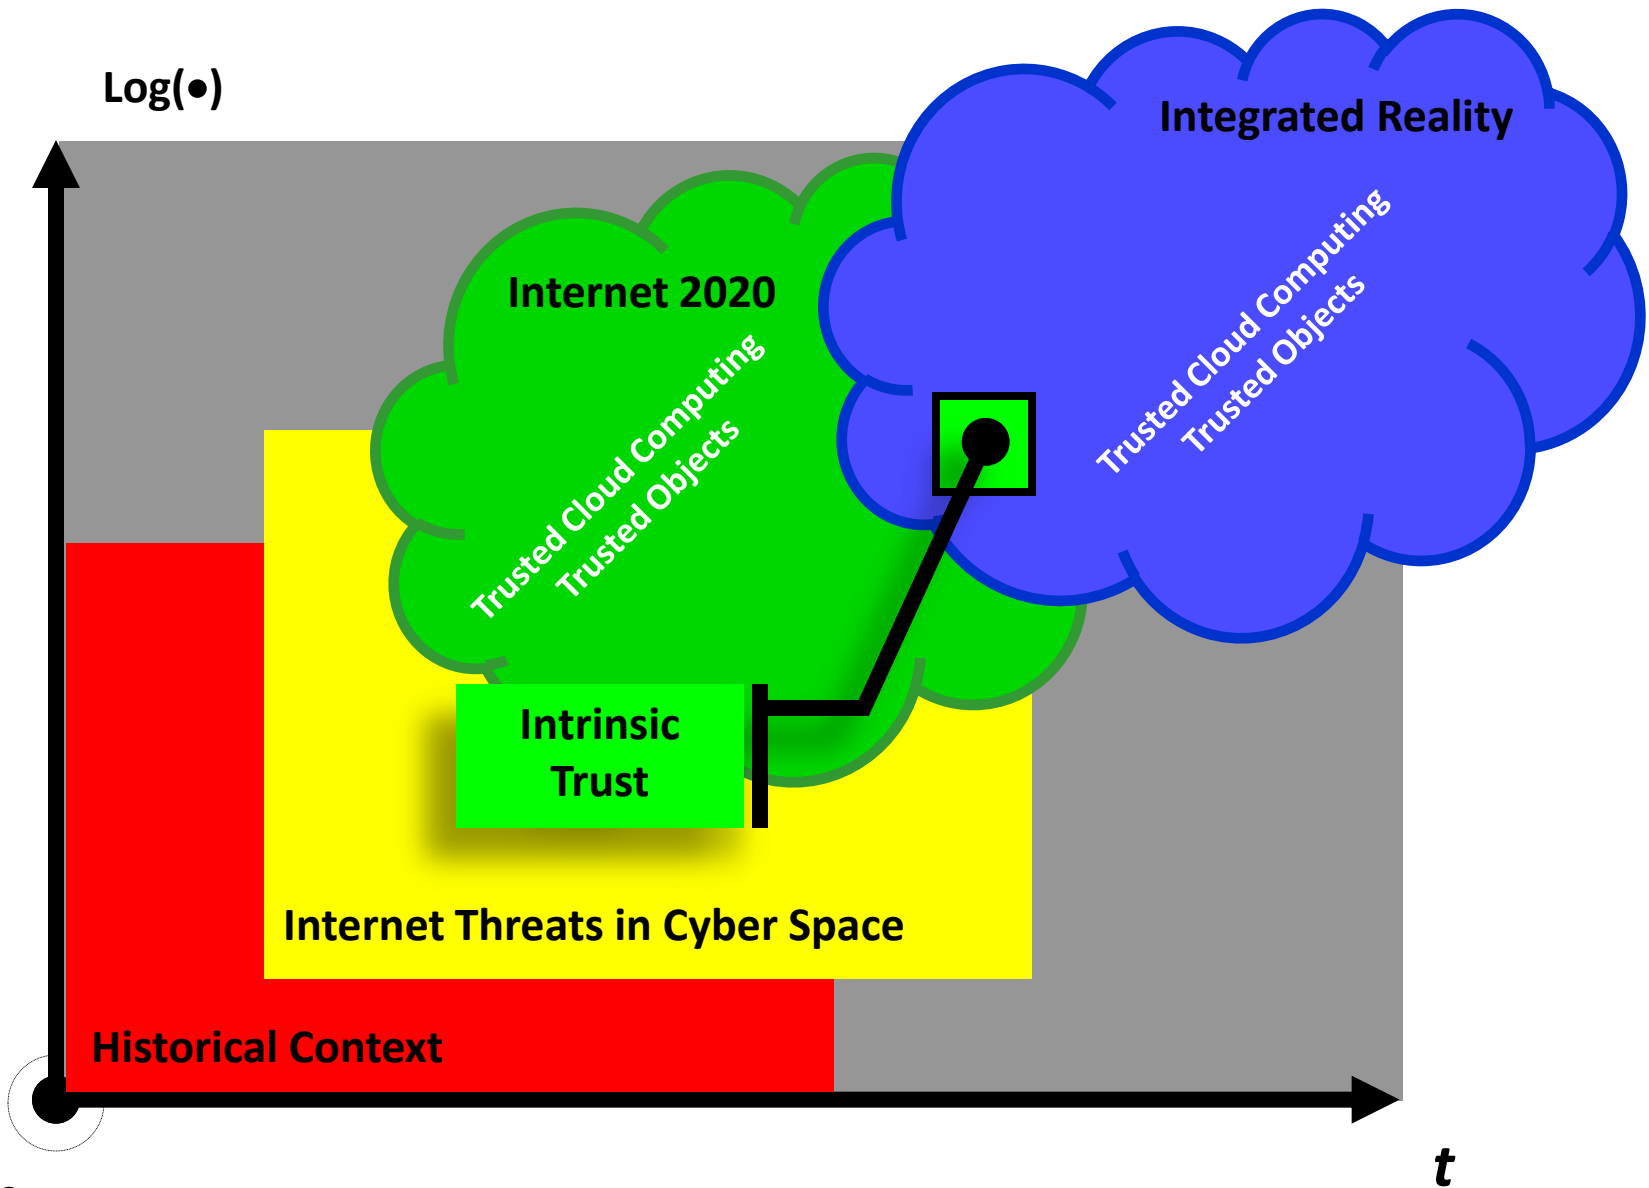 Log(•)
Integrated Reality
Trusted Cloud Computing
Trusted Objects
Internet 2020
Trusted Cloud Computing
Trusted Objects
Intrinsic
Trust
Internet Threats in Cyber Space
Historical Context
t